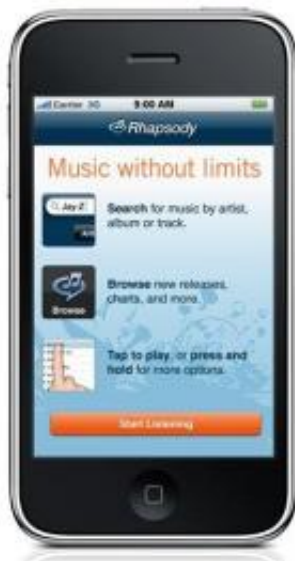 Carrier 3G 9:00 AM
Rhapsody
Music without limits
Jay Z
Search for music by artist,
album or track.
Browse new releases,
charts, and more.
Browse
Tap to play, or press and
hold for more options.
Start Listening